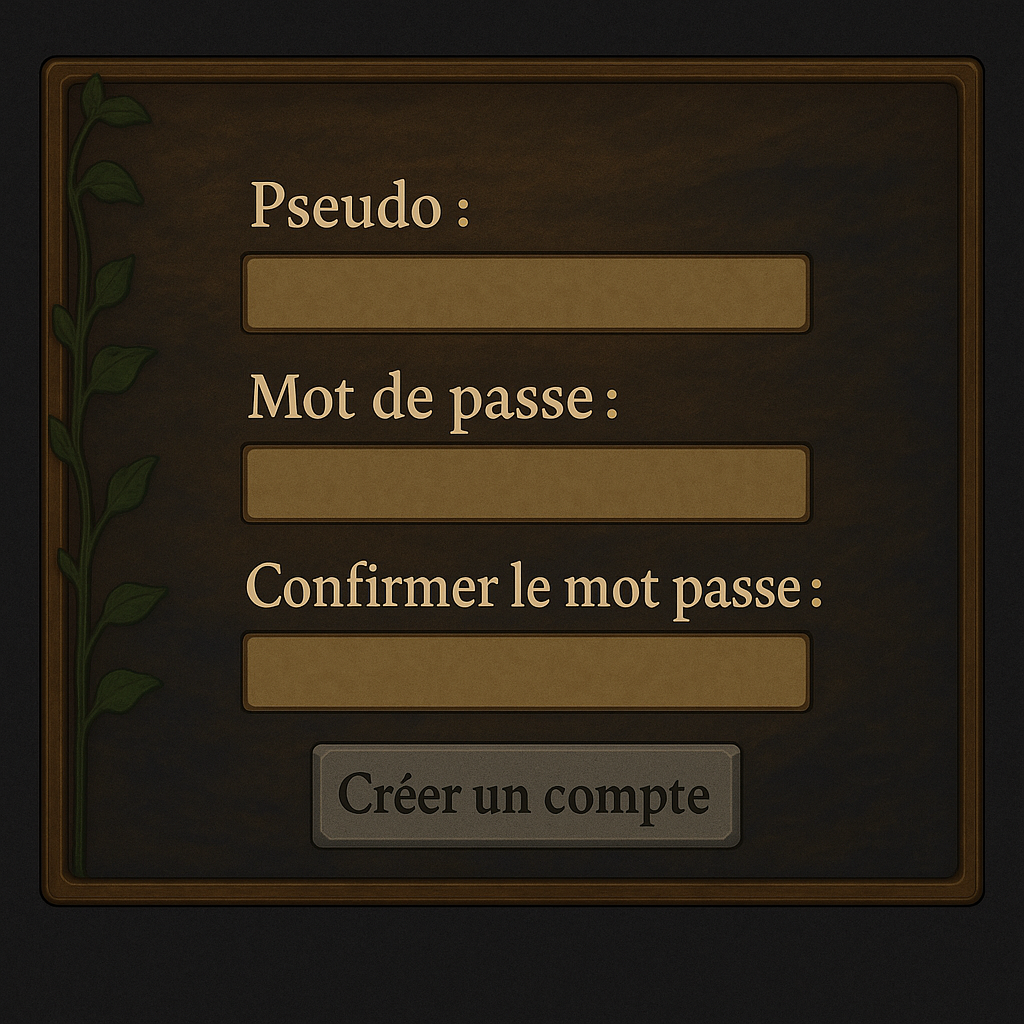 Pseudo :
Mot de passe :
Confirmer le mot passe :
Créer un compte